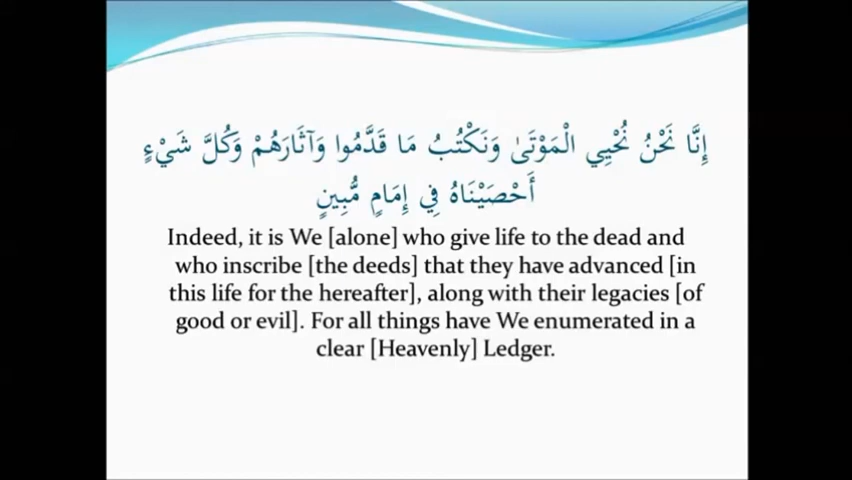 إِنَّا نَحْنُ نُحْيِي الْمَوْتَىٰ وَنَكْتُبُ مَا قَدَّمُوا وَآثَارَهُمْ وَكُلَّ شَيْءٍ
أَحْصَيْنَاهُ فِي إِمَامٍ مُّبِينٍ
Indeed, it is We [alone] who give life to the dead and
who inscribe [the deeds] that they have advanced [in
this life for the hereafter], along with their legacies [of
good or evil]. For all things have We enumerated in a
clear [Heavenly] Ledger.